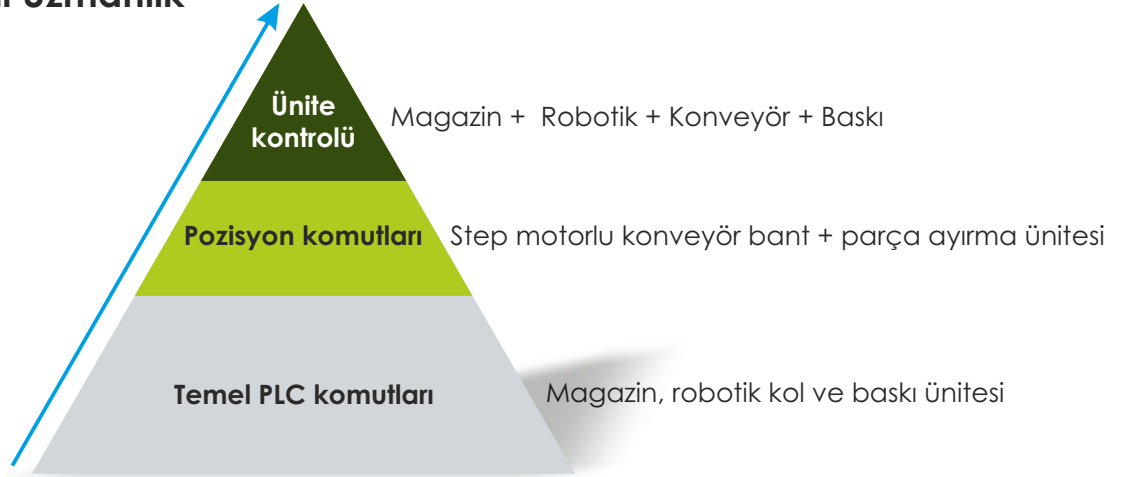 uzmanlık
Ünite
kontrolü
Magazin + Robotik + Konveyör + Baskı
Pozisyon komutları
Step motorlu konveyör bant + parça ayırma ünitesi
Temel PLC komutları
Magazin, robotik kol ve baskı ünitesi